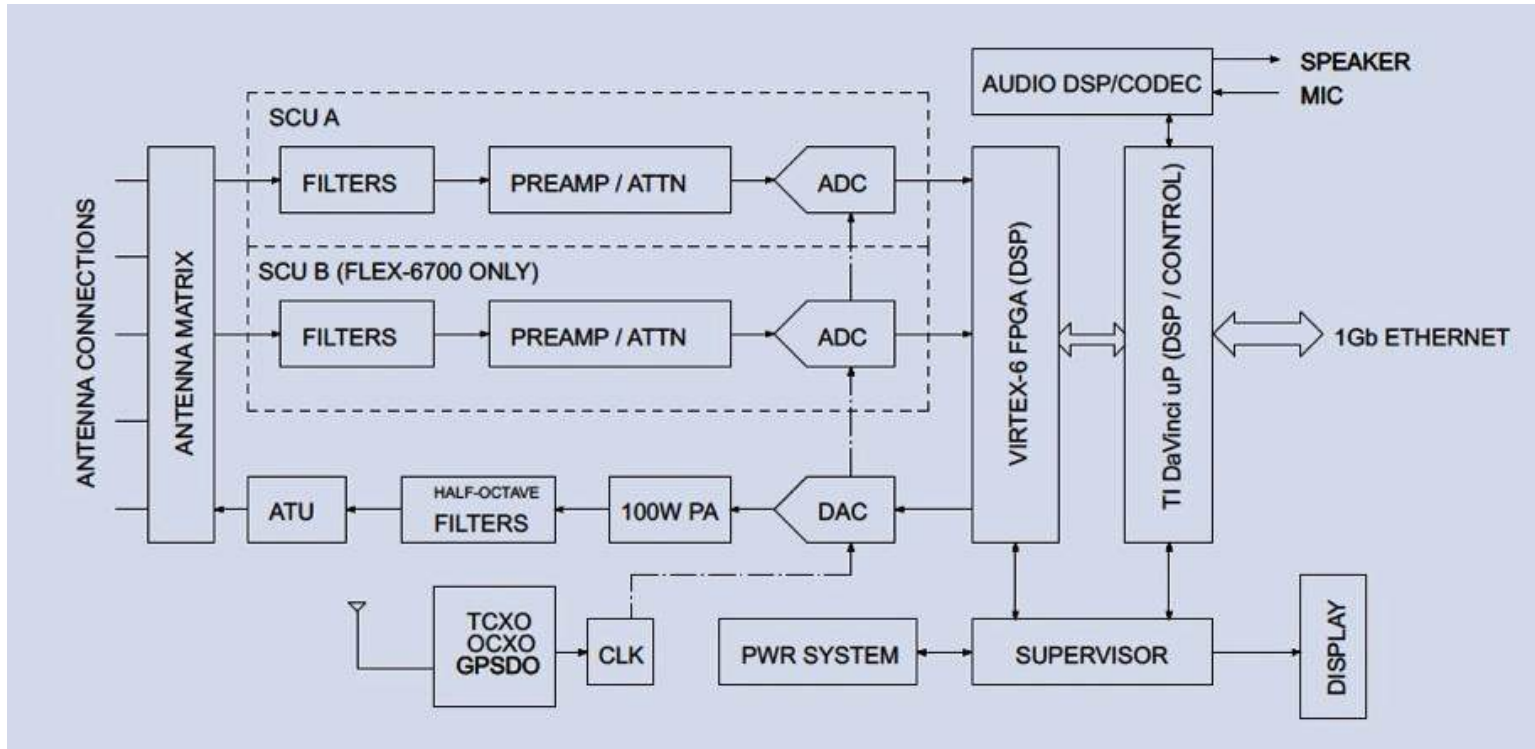 AUDIO DSP/CODEC
SPEAKER
MIC
SCU A
FILTERS
PREAMP / ATTN
ADC
SCU B (FLEX-6700 ONLY)
FILTERS
PREAMP / ATTN
ADC
ANTENNA CONNECTIONS
ANTENNA MATRIX
VIRTEX-6 FPGA (DSP)
TI DaVinci uP (DSP / CONTROL)
1Gb ETHERNET
ATU
HALF-OCTAVE
FILTERS
100W PA
DAC
TCXO
OCXO
GPSDO
CLK
PWR SYSTEM
SUPERVISOR
DISPLAY